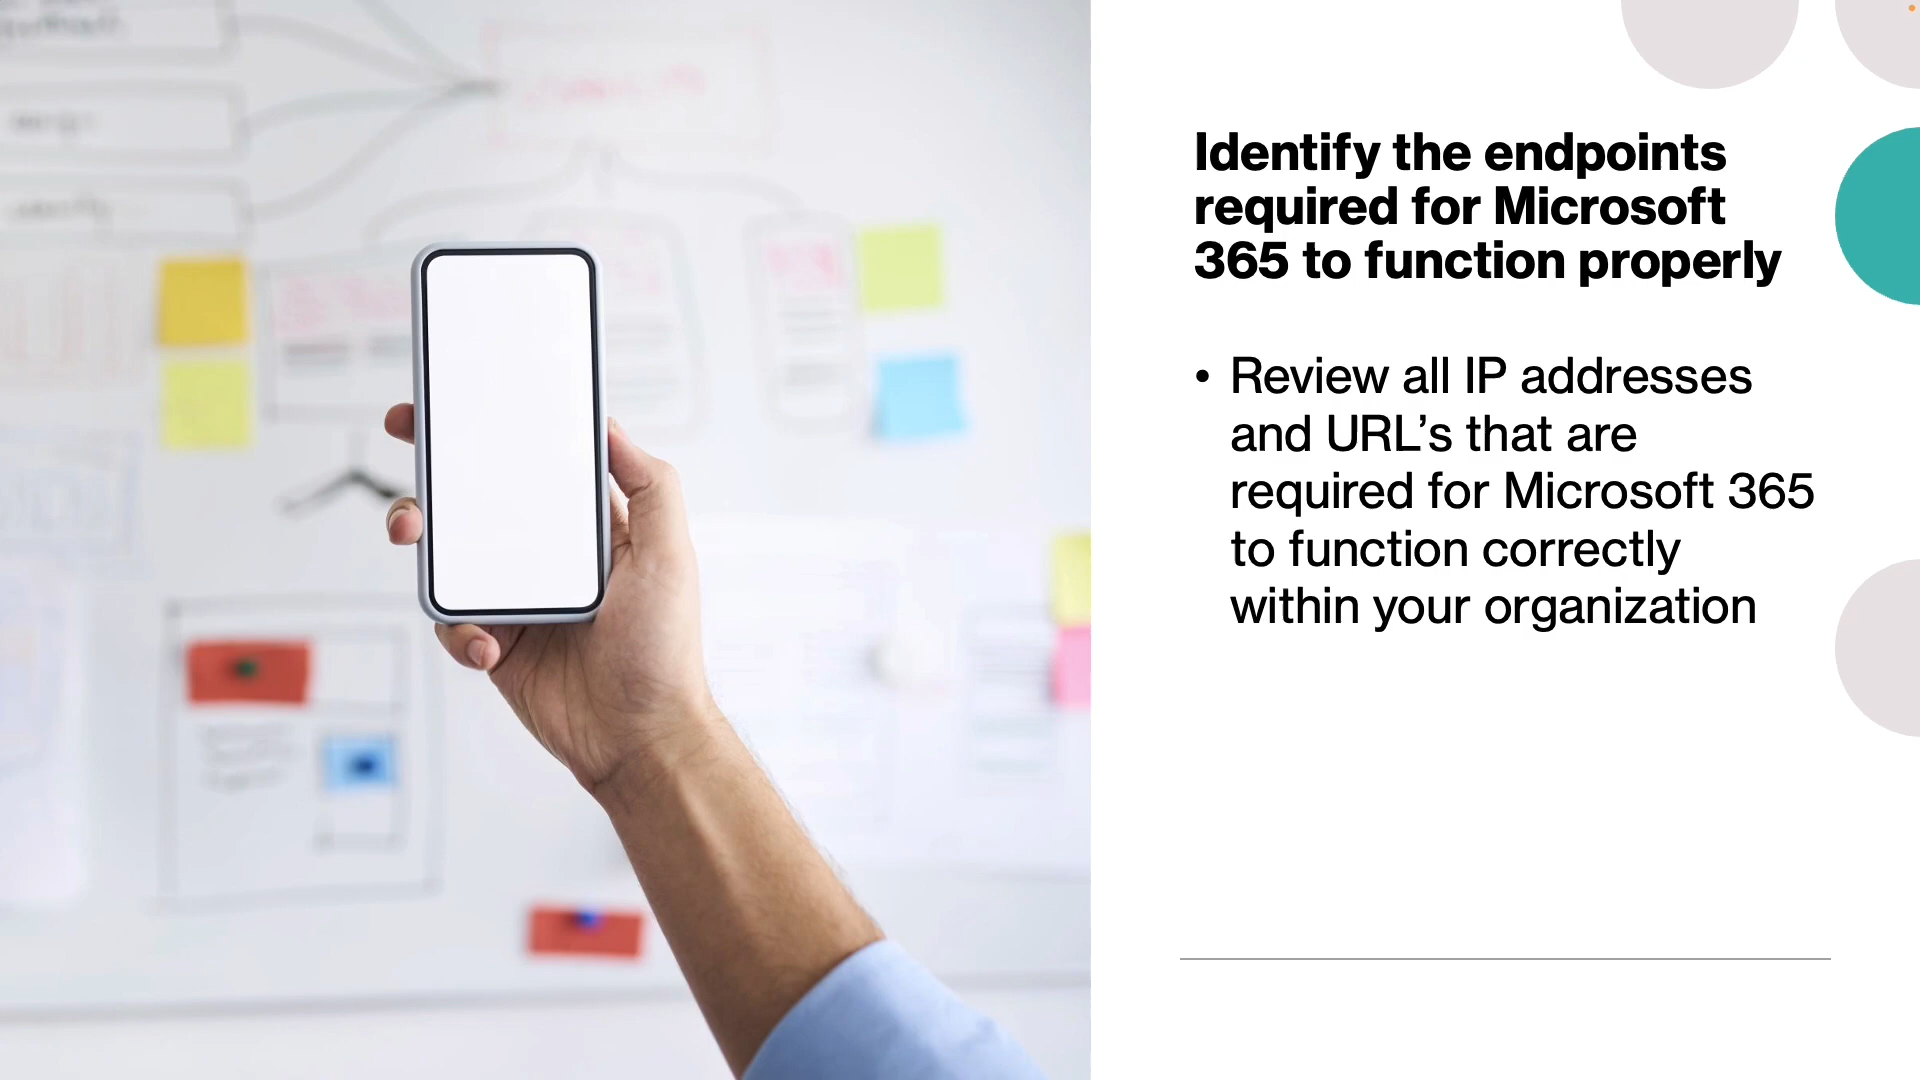 Identify the endpoints
required for Microsoft
365 to function properly
• Review all IP addresses
and URL’s that are
required for Microsoft 365
to function correctly
within your organization